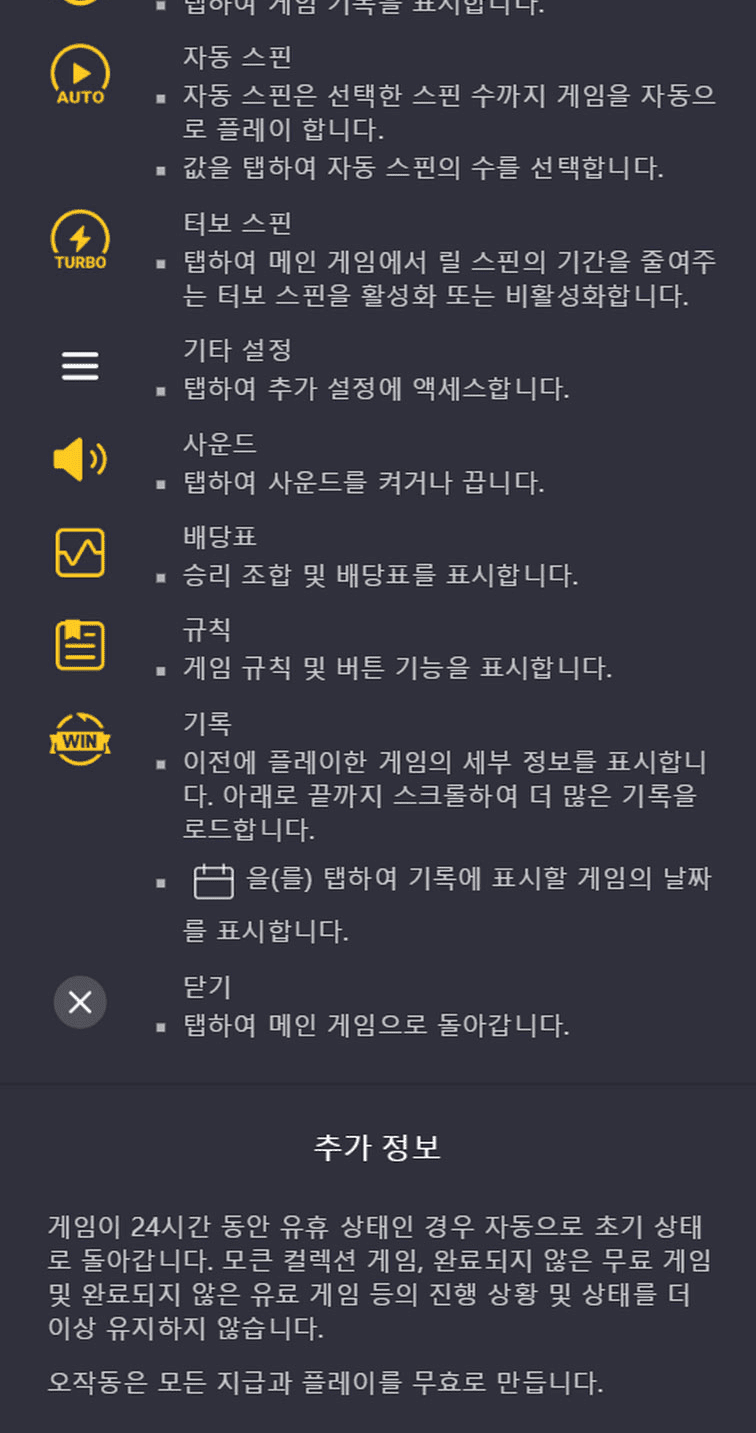 탭하여 게임 기록을 표시합니다.
자동 스핀
AUTO
▪ 자동 스핀은 선택한 스핀 수까지 게임을 자동으
로 플레이 합니다.
▪ 값을 탭하여 자동 스핀의 수를 선택합니다.
터보 스핀
TURBO
▪ 탭하여 메인 게임에서 릴 스핀의 기간을 줄여주
는 터보 스핀을 활성화 또는 비활성화합니다.
기타 설정
▪ 탭하여 추가 설정에 액세스합니다.
사운드
▪ 탭하여 사운드를 켜거나 끕니다.
배당표
▪ 승리 조합 및 배당표를 표시합니다.
규칙
▪ 게임 규칙 및 버튼 기능을 표시합니다.
기록
WIN
▪ 이전에 플레이한 게임의 세부 정보를 표시합니
다. 아래로 끝까지 스크롤하여 더 많은 기록을
로드합니다.
▪ 을(를) 탭하여 기록에 표시할 게임의 날짜
를 표시합니다.
닫기
▪ 탭하여 메인 게임으로 돌아갑니다.
추가 정보
게임이 24시간 동안 유휴 상태인 경우 자동으로 초기 상태
로 돌아갑니다. 모큰 컬렉션 게임, 완료되지 않은 무료 게임
및 완료되지 않은 유료 게임 등의 진행 상황 및 상태를 더
이상 유지하지 않습니다.
오작동은 모든 지급과 플레이를 무효로 만듭니다.